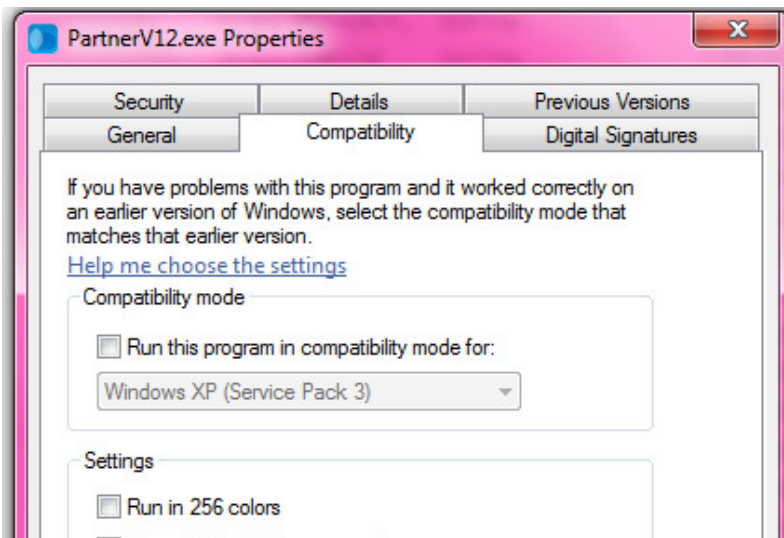 PartnerV12.exe Properties
Security
Details
Previous Versions
General
Compatibility
Digital Signatures
If you have problems with this program and it worked correctly on
an earlier version of Windows, select the compatibility mode that
matches that earlier version.
Help me choose the settings
Compatibility mode
Run this program in compatibility mode for:
Windows XP (Service Pack 3)
Settings
Run in 256 colors